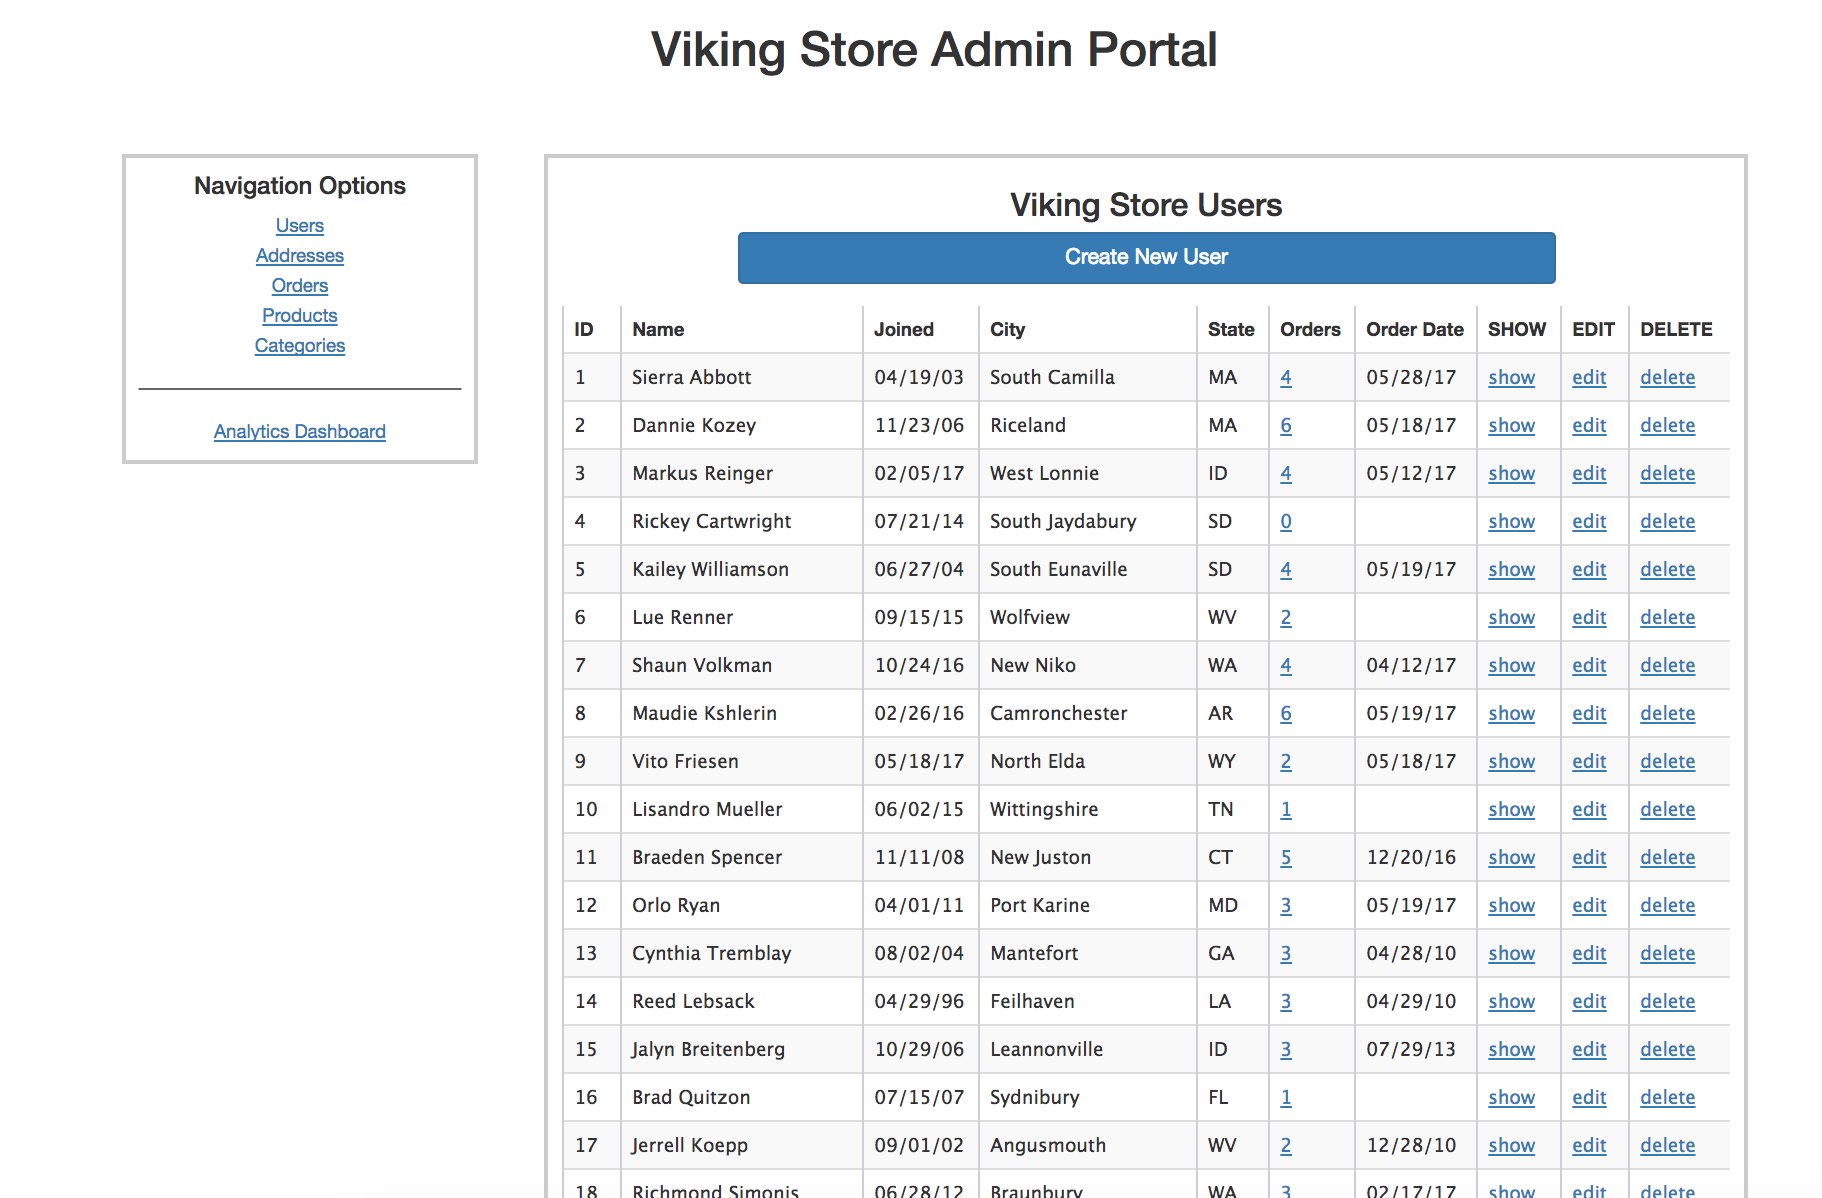 Viking Store Admin Portal
Navigation Options
Users
Addresses
Orders
Products
Categories
Analytics Dashboard
Viking Store Users
Create New User
ID Name Joined City State Orders Order Date SHOW EDIT DELETE
1 Sierra Abbott 04/19/03 South Camilla MA 4 05/28/17 show edit delete
2 Dannie Kozey 11/23/06 Riceland MA 6 05/18/17 show edit delete
3 Markus Reinger 02/05/17 West Lonnie ID 4 05/12/17 show edit delete
4 Rickey Cartwright 07/21/14 South Jaydabury SD 0 show edit delete
5 Kailey Williamson 06/27/04 South Eunaville SD 4 05/19/17 show edit delete
6 Lue Renner 09/15/15 Wolfview WV 2 show edit delete
7 Shaun Volkman 10/24/16 New Niko WA 4 04/12/17 show edit delete
8 Maudie Kshlerin 02/26/16 Camronchester AR 6 05/19/17 show edit delete
9 Vito Friesen 05/18/17 North Elda WY 2 05/18/17 show edit delete
10 Lisandro Mueller 06/02/15 Wittingshire TN 1 show edit delete
11 Braeden Spencer 11/11/08 New Juston CT 5 12/20/16 show edit delete
12 Orlo Ryan 04/01/11 Port Karine MD 3 05/19/17 show edit delete
13 Cynthia Tremblay 08/02/04 Mantefort GA 3 04/28/10 show edit delete
14 Reed Lebsack 04/29/96 Feilhaven LA 3 04/29/10 show edit delete
15 Jalyn Breitenberg 10/29/06 Leannonville ID 3 07/29/13 show edit delete
16 Brad Quitzon 07/15/07 Sydnibury FL 1 show edit delete
17 Jerrell Koepp 09/01/02 Angusmouth WV 2 12/28/10 show edit delete
18 Richmond Simonis 06/28/12 Braunbury WA 3 02/17/17 show edit delete